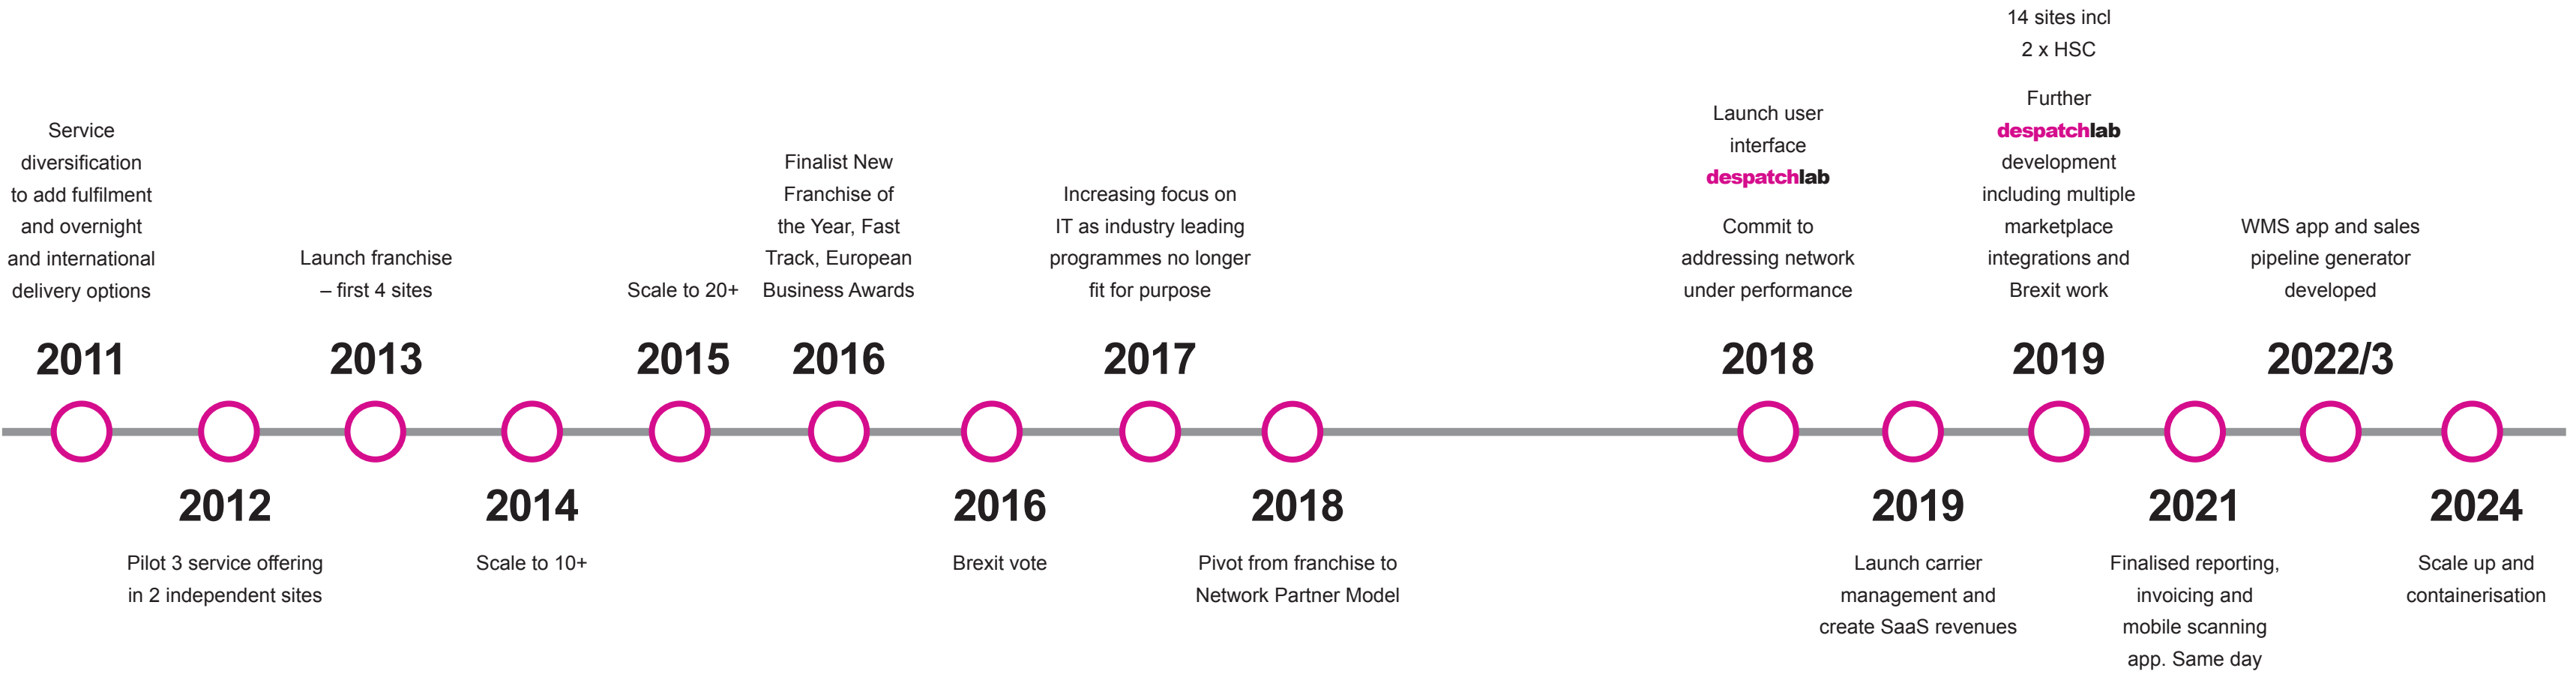 Service
diversification
to add fulfilment
and overnight
and international
delivery options
2011
2012
Pilot 3 service offering
in 2 independent sites
Launch franchise
– first 4 sites
2013
2014
Scale to 10+
Scale to 20+
2015
Finalist New
Franchise of
the Year, Fast
Track, European
Business Awards
2016
2016
Brexit vote
Increasing focus on
IT as industry leading
programmes no longer
fit for purpose
2017
2018
Pivot from franchise to
Network Partner Model
Launch user
interface
despatchlab
Commit to
addressing network
under performance
2018
2019
Launch carrier
management and
create SaaS revenues
14 sites incl
2 x HSC
Further
despatchlab
development
including multiple
marketplace
integrations and
Brexit work
2019
2021
Finalised reporting,
invoicing and
mobile scanning
app. Same day
WMS app and sales
pipeline generator
developed
2022/3
2024
Scale up and
containerisation